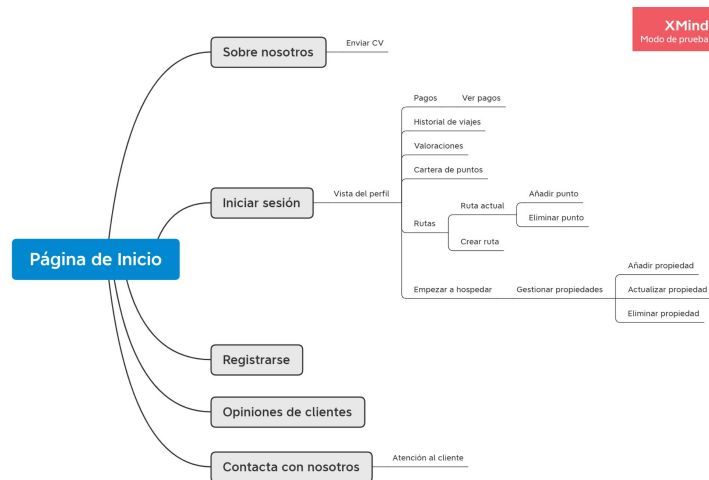 XMind
Modo de prueba
Sobre nosotros
Enviar CV
Pagos
Ver pagos
Historial de viajes
Valoraciones
Cartera de puntos
Iniciar sesión
Vista del perfil
Rutas
Ruta actual
Añadir punto
Eliminar punto
Crear ruta
Página de Inicio
Empezar a hospedar
Gestionar propiedades
Añadir propiedad
Actualizar propiedad
Eliminar propiedad
Registrarse
Opiniones de clientes
Contacta con nosotros
Atención al cliente